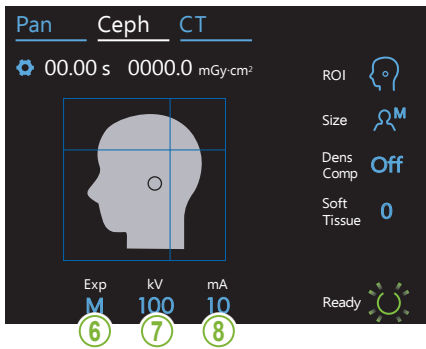 Pan Ceph CT
00.00 s 0000.0 mGy·cm²
ROI
Size M
Dens
Comp Off
Soft
Tissue 0
Exp kV mA
M 100 10
Ready
⑥ ⑦ ⑧